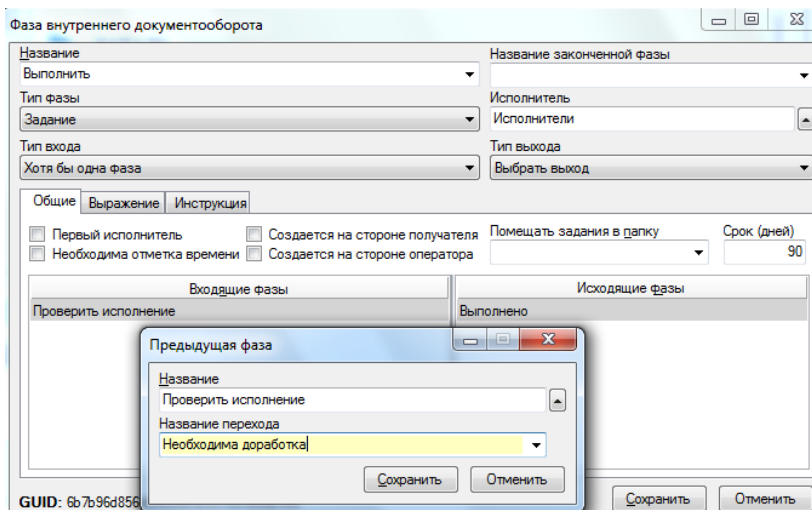 Фаза внутреннего документооборота
Название
Название законченной фазы
Выполнить
Тип фазы
Исполнитель
Задание
Исполнители
Тип входа
Тип выхода
Хотя бы одна фаза
Выбрать выход
Общие Выражение Инструкция
Первый исполнитель Создается на стороне получателя Помещать задания в папку Срок (дней)
Необходима отметка времени Создается на стороне оператора 90
Входящие фазы Исходящие фазы
Проверить исполнение Выполнено
Предыдущая фаза
Название
Проверить исполнение
Название перехода
Необходима доработка
Сохранить Отменить
GUID: 6b7b96d856
Сохранить Отменить